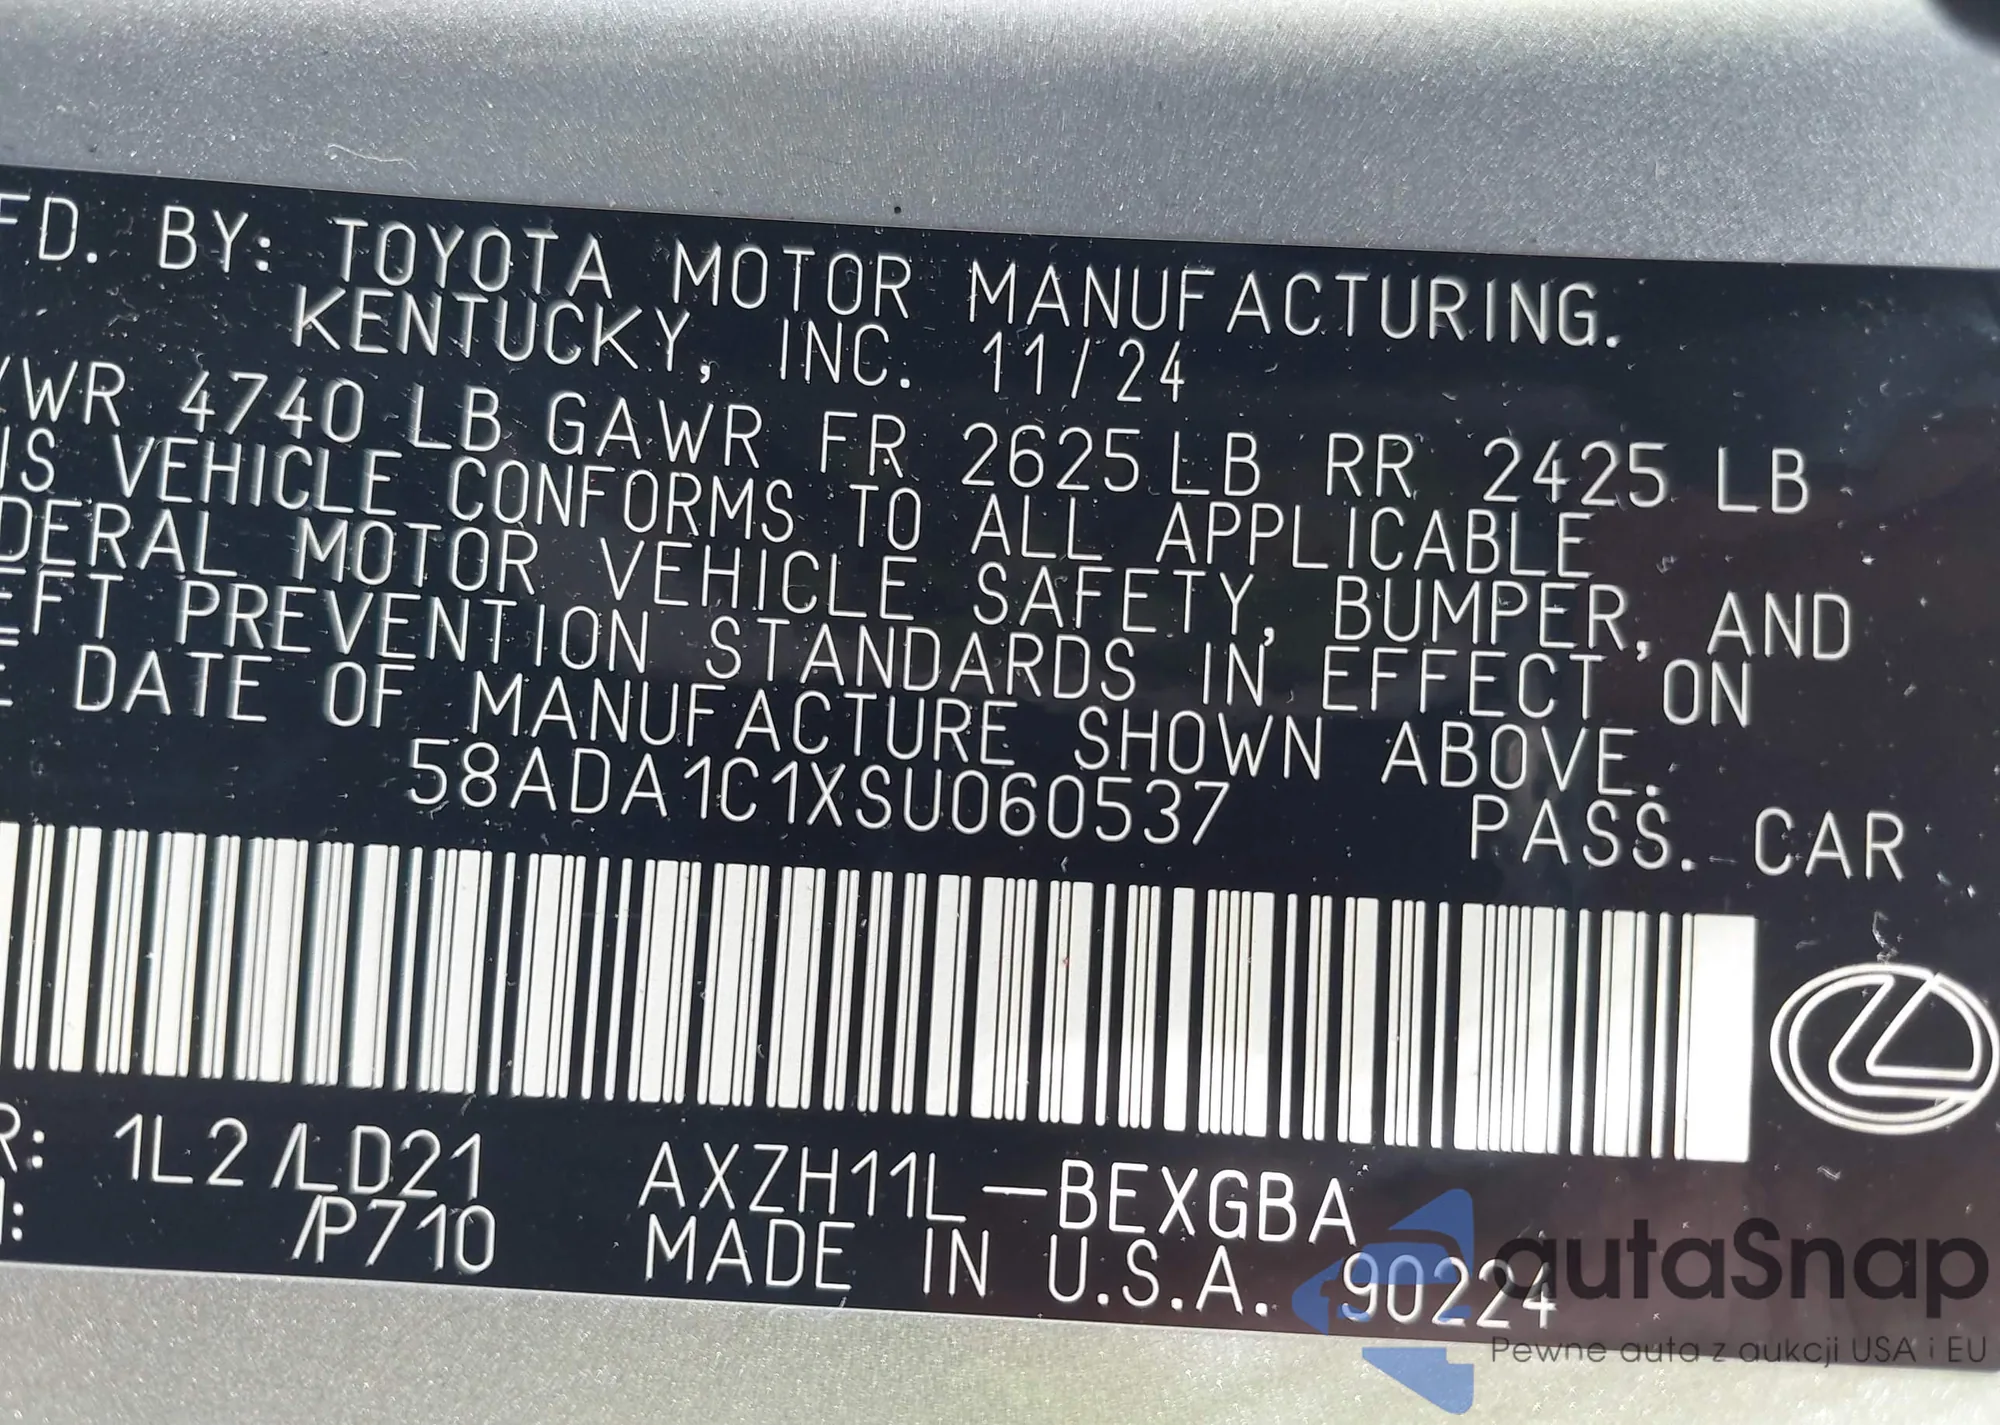 FD. BY: TOYOTA MOTOR MANUFACTURING.
KENTUCKY, INC. 11/24
VWR 4740 LB GAWR FR 2625 LB RR 2425 LB
IS VEHICLE CONFORMS TO ALL APPLICABLE
DERAL MOTOR VEHICLE SAFETY, BUMPER, AND
EFT PREVENTION STANDARDS IN EFFECT ON
E DATE OF MANUFACTURE SHOWN ABOVE.
58ADA1C1XSU060537 PASS. CAR
R: 1L2 /LD21 AXZH11L-BEXGBA
: /P710 MADE IN U.S.A. 90224
autaSnap
Pewne auta z aukcji USA i EU